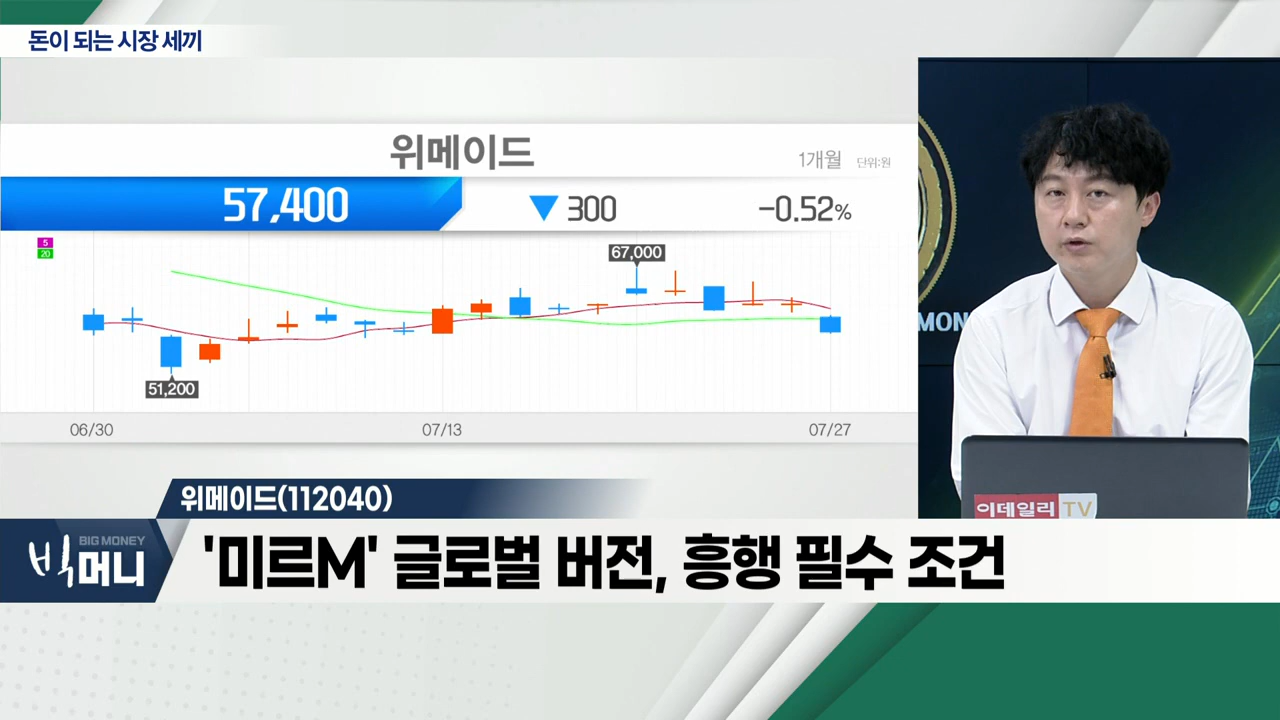 돈이 되는 시장 세끼
위메이드
1개월 단위:원
57,400 ▼ 300 -0.52%
5
20
67,000
51,200
06/30 07/13 07/27
MON
이데일리 TV
위메이드(112040)
BIG MONEY
빅머니
'미르M' 글로벌 버전, 흥행 필수 조건